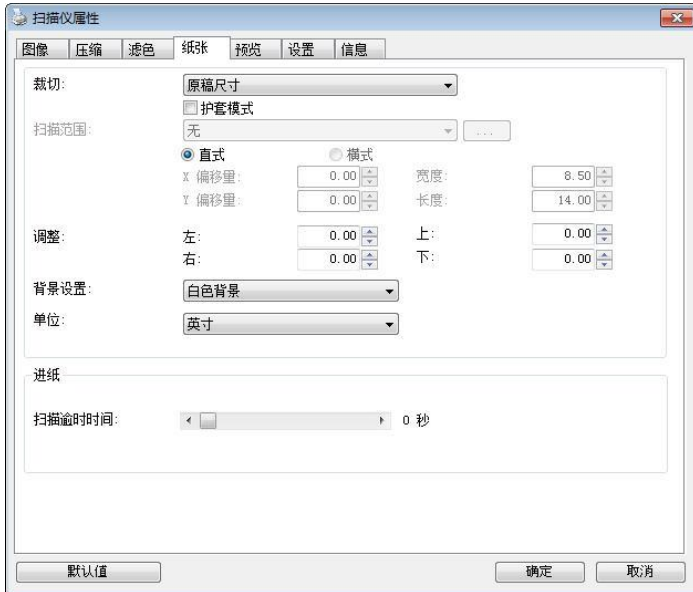 扫描仪属性
图像 压缩 滤色 纸张 预览 设置 信息
裁切: 原稿尺寸
护套模式
扫描范围: 无 ...
直式 横式
X 偏移量: 0.00 宽度: 8.50
Y 偏移量: 0.00 长度: 14.00
调整: 左: 0.00 上: 0.00
右: 0.00 下: 0.00
背景设置: 白色背景
单位: 英寸
进纸
扫描逾时时间: 0 秒
默认值 确定 取消